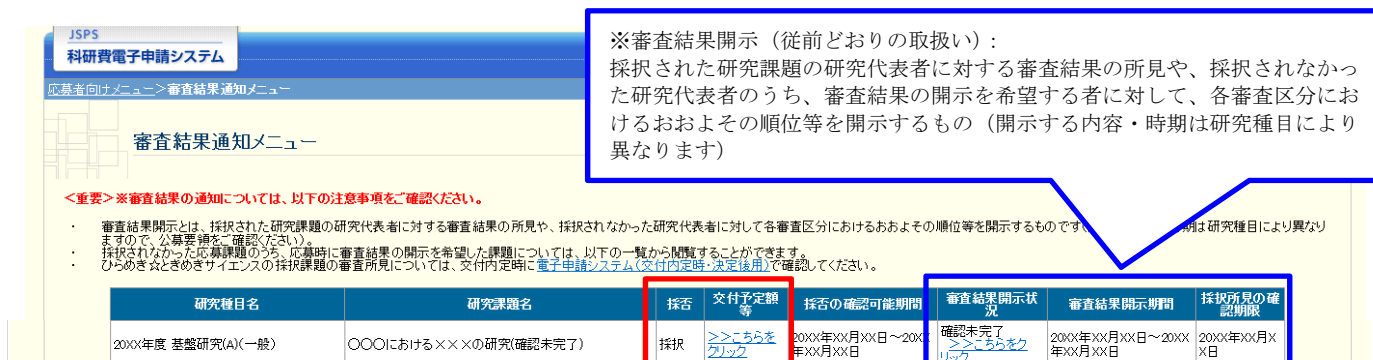 JSPS
科研費電子申請システム
応募者向けメニュー>審査結果通知メニュー
審査結果通知メニュー
※審査結果開示（従前どおりの取扱い）:
採択された研究課題の研究代表者に対する審査結果の所見や、採択されなかっ
た研究代表者のうち、審査結果の開示を希望する者に対して、各審査区分にお
けるおおよその順位等を開示するもの（開示する内容・時期は研究種目により
異なります）
<重要>※審査結果の通知については、以下の注意事項をご確認ください。
・ 審査結果開示とは、採択された研究課題の研究代表者に対する審査結果の所見や、採択されなかった研究代表者に対して各審査区分におけるおおよその順位等を開示するものです 期は研究種目により異なり
ますので、公募要領をご確認ください)。
・ 採択されなかった応募課題のうち、応募時に審査結果の開示を希望した課題については、以下の一覧から閲覧することができます。
・ ひらめき☆ときめきサイエンスの採択課題の審査所見については、交付内定時に電子申請システム(交付内定時・決定後用)で確認してください。
研究種目名 研究課題名 採否 交付予定額等 採否の確認可能期間 審査結果開示状況 審査結果開示期間 採択所見の確認期限
20XX年度 基盤研究(A)(一般) 〇〇〇における×××の研究(確認未完了) 採択 >>こちらをクリック 20XX年XX月XX日～20XX年XX月XX日 確認未完了 >>こちらをクリック 20XX年XX月XX日～20XX年XX月XX日 20XX年XX月XX日